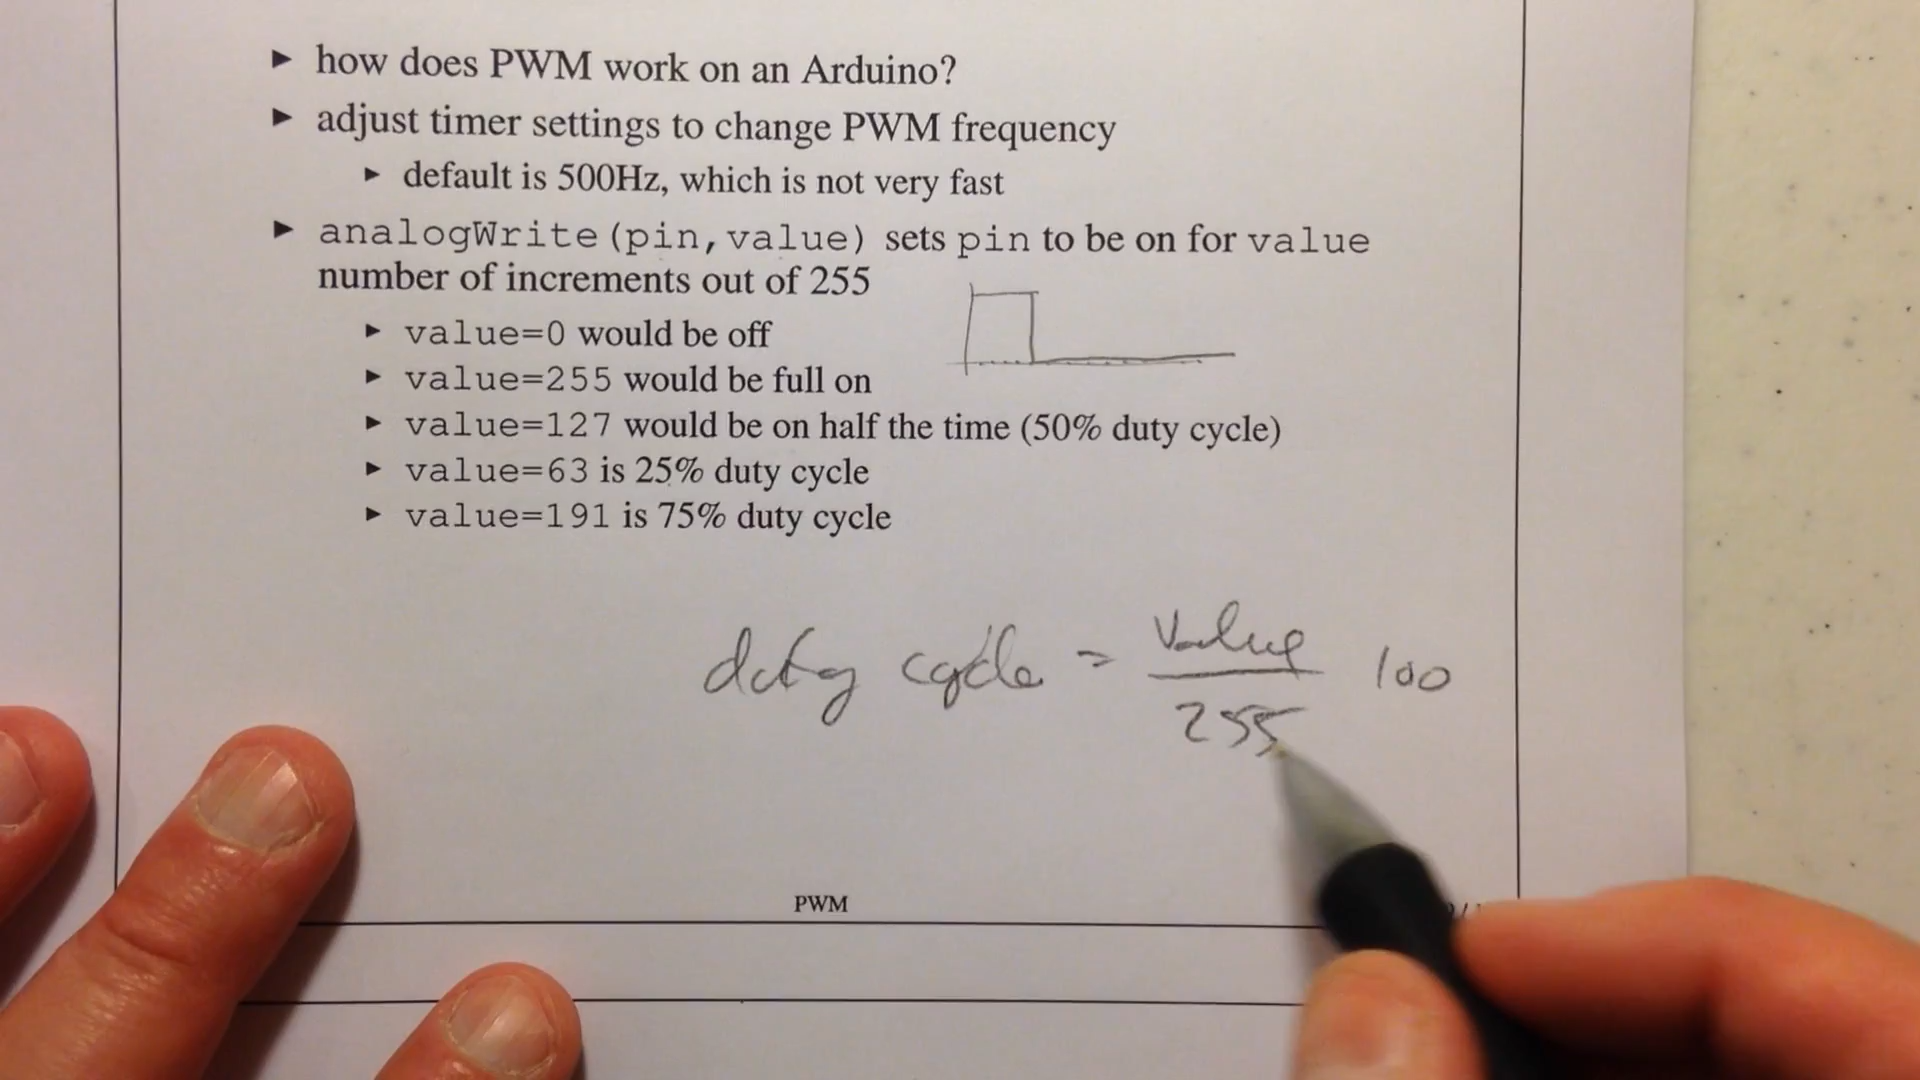 ► how does PWM work on an Arduino?
► adjust timer settings to change PWM frequency
► default is 500Hz, which is not very fast
► analogWrite(pin,value) sets pin to be on for value
number of increments out of 255
► value=0 would be off
► value=255 would be full on
► value=127 would be on half the time (50% duty cycle)
► value=63 is 25% duty cycle
► value=191 is 75% duty cycle
duty cycle = value / 255 100
PWM